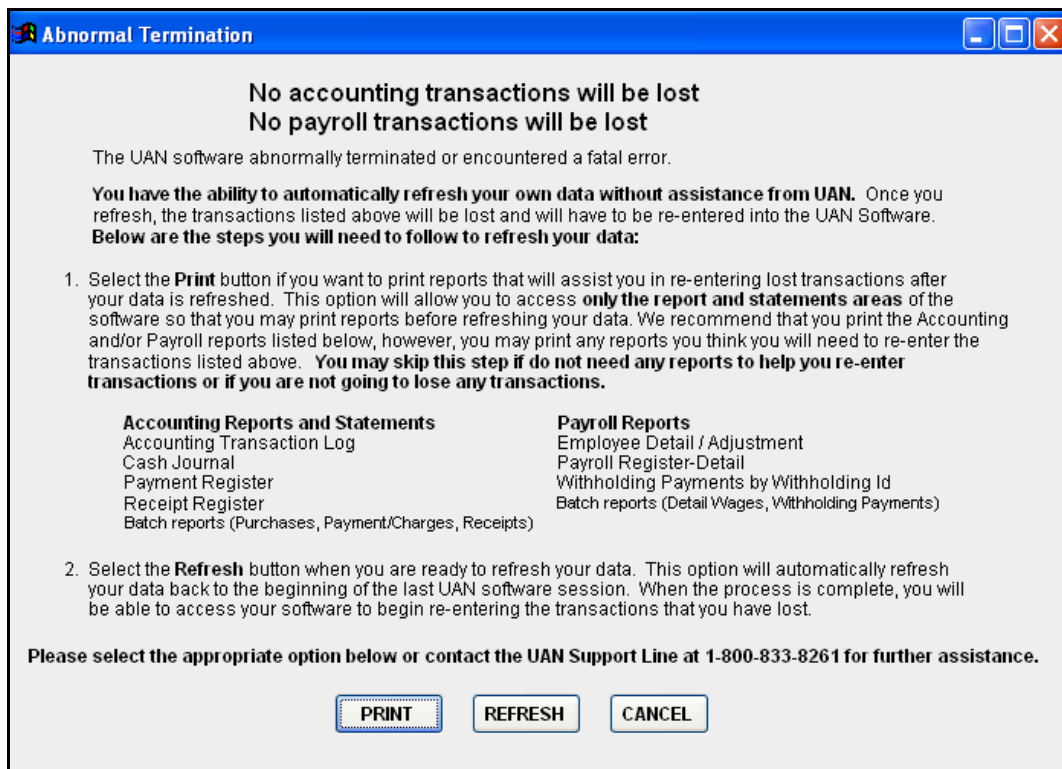 Abnormal Termination
No accounting transactions will be lost
No payroll transactions will be lost
The UAN software abnormally terminated or encountered a fatal error.
You have the ability to automatically refresh your own data without assistance from UAN. Once you
refresh, the transactions listed above will be lost and will have to be re-entered into the UAN Software.
Below are the steps you will need to follow to refresh your data:
1. Select the Print button if you want to print reports that will assist you in re-entering lost transactions after
your data is refreshed. This option will allow you to access only the report and statements areas of the
software so that you may print reports before refreshing your data. We recommend that you print the Accounting
and/or Payroll reports listed below, however, you may print any reports you think you will need to re-enter the
transactions listed above. You may skip this step if do not need any reports to help you re-enter
transactions or if you are not going to lose any transactions.
Accounting Reports and Statements
Accounting Transaction Log
Cash Journal
Payment Register
Receipt Register
Batch reports (Purchases, Payment/Charges, Receipts)
Payroll Reports
Employee Detail / Adjustment
Payroll Register-Detail
Withholding Payments by Withholding Id
Batch reports (Detail Wages, Withholding Payments)
2. Select the Refresh button when you are ready to refresh your data. This option will automatically refresh
your data back to the beginning of the last UAN software session. When the process is complete, you will
be able to access your software to begin re-entering the transactions that you have lost.
Please select the appropriate option below or contact the UAN Support Line at 1-800-833-8261 for further assistance.
PRINT
REFRESH
CANCEL